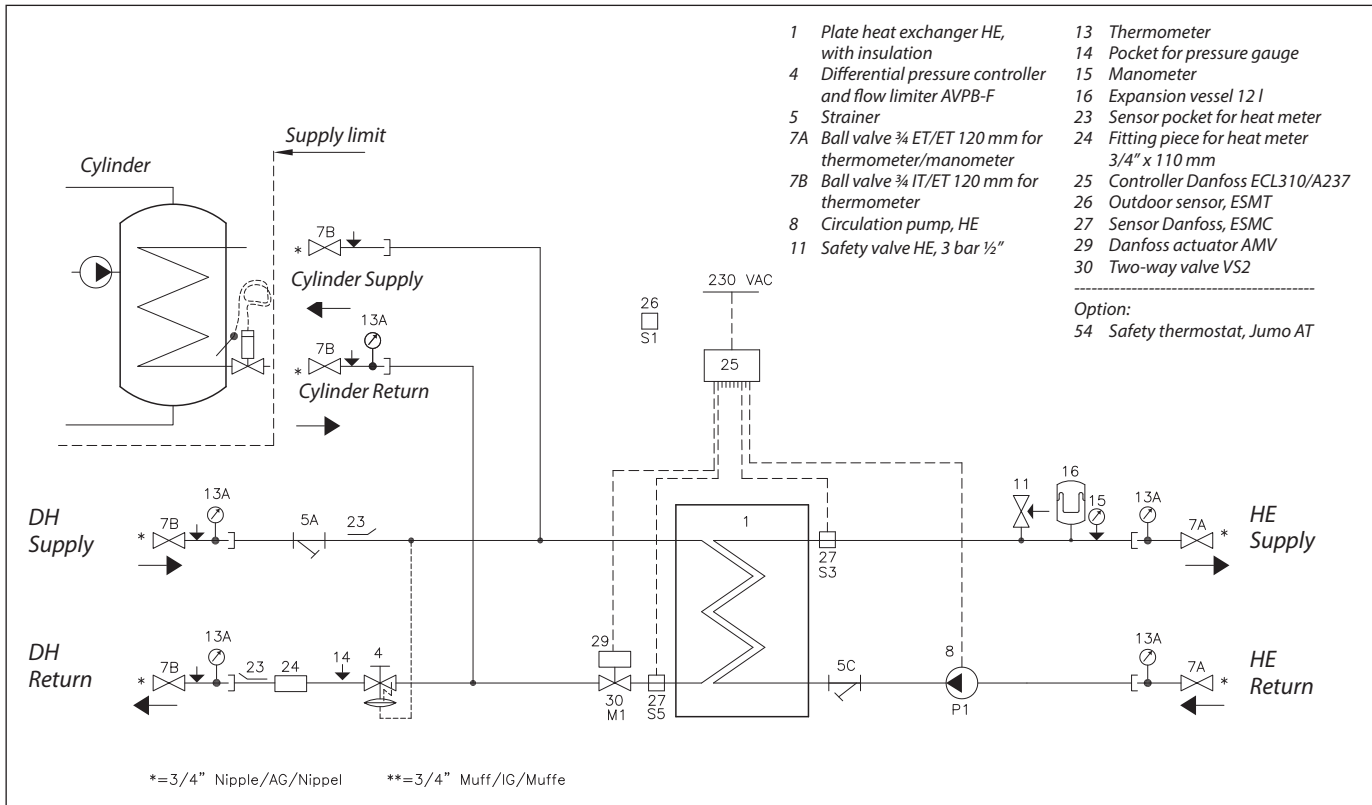 1 Plate heat exchanger HE,
with insulation
4 Differential pressure controller
and flow limiter AVPB-F
5 Strainer
7A Ball valve ¾ ET/ET 120 mm for
thermometer/manometer
7B Ball valve ¾ IT/ET 120 mm for
thermometer
8 Circulation pump, HE
11 Safety valve HE, 3 bar ½"
13 Thermometer
14 Pocket for pressure gauge
15 Manometer
16 Expansion vessel 12 l
23 Sensor pocket for heat meter
24 Fitting piece for heat meter
3/4" x 110 mm
25 Controller Danfoss ECL310/A237
26 Outdoor sensor, ESMT
27 Sensor Danfoss, ESMC
29 Danfoss actuator AMV
30 Two-way valve VS2
Option:
54 Safety thermostat, Jumo AT
Supply limit
Cylinder
* 7B
Cylinder Supply
13A
* 7B
Cylinder Return
230 VAC
26
S1
25
DH
Supply
* 7B
13A
5A
23
1
27
S3
11
16
15
13A
7A *
HE
Supply
DH
Return
* 7B
13A
23
24
14
4
29
30
M1
27
S5
5C
8
P1
13A
7A *
HE
Return
*=3/4" Nipple/AG/Nippel **=3/4" Muff/IG/Muffe